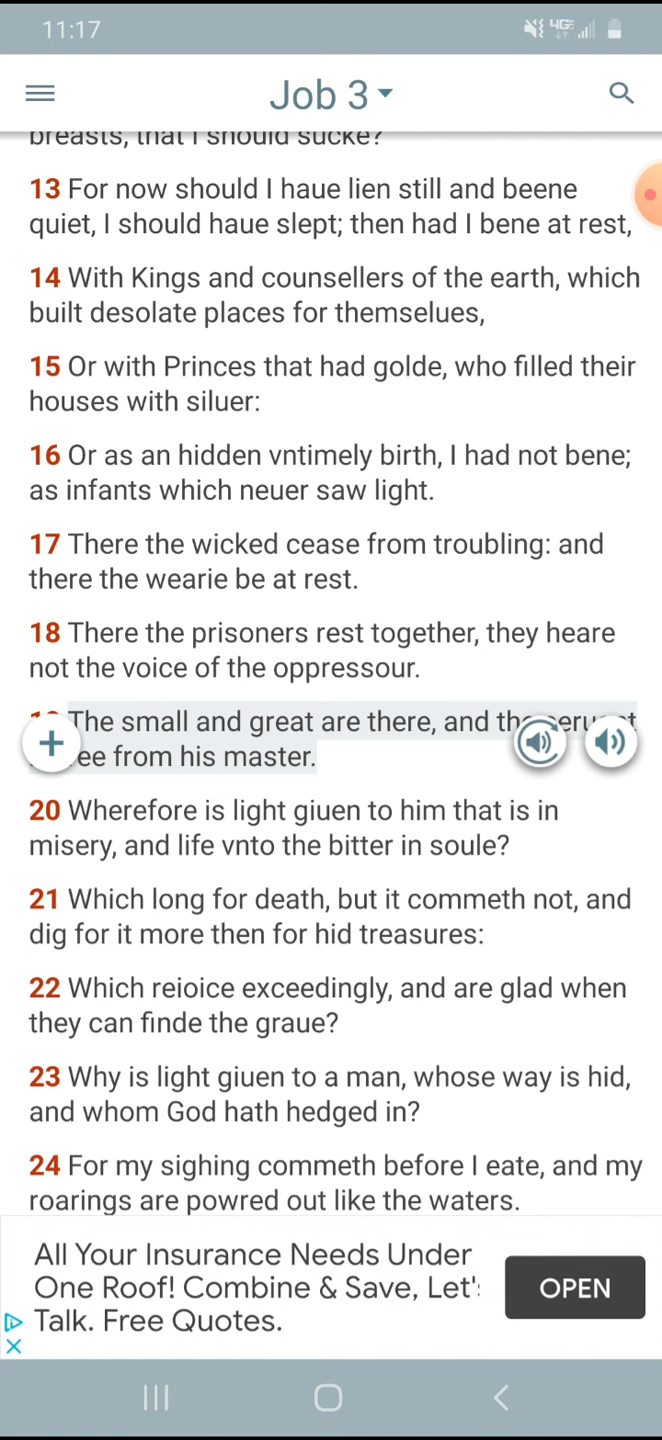 11:17
4GE
Job 3
breasts, that I should sucke?
13 For now should I haue lien still and beene
quiet, I should haue slept; then had I bene at rest,
14 With Kings and counsellers of the earth, which
built desolate places for themselues,
15 Or with Princes that had golde, who filled their
houses with siluer:
16 Or as an hidden vntimely birth, I had not bene;
as infants which neuer saw light.
17 There the wicked cease from troubling: and
there the wearie be at rest.
18 There the prisoners rest together, they heare
not the voice of the oppressour.
The small and great are there, and
from his master.
20 Wherefore is light giuen to him that is in
misery, and life vnto the bitter in soule?
21 Which long for death, but it commeth not, and
dig for it more then for hid treasures:
22 Which reioice exceedingly, and are glad when
they can finde the graue?
23 Why is light giuen to a man, whose way is hid,
and whom God hath hedged in?
24 For my sighing commeth before I eate, and my
roarings are powred out like the waters.
All Your Insurance Needs Under
One Roof! Combine & Save, Let's
Talk. Free Quotes.
OPEN